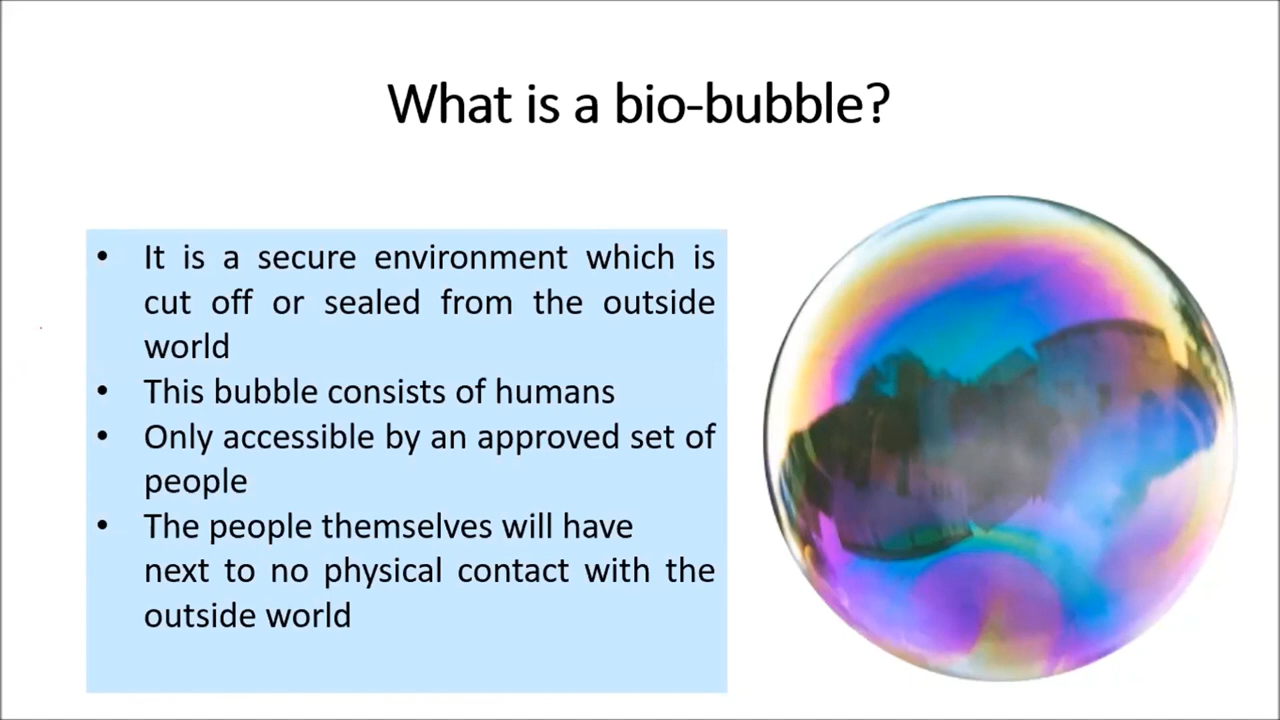 What is a bio-bubble?
• It is a secure environment which is
cut off or sealed from the outside
world
• This bubble consists of humans
• Only accessible by an approved set of
people
• The people themselves will have
next to no physical contact with the
outside world